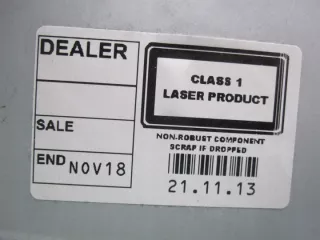 DEALER
CLASS 1
LASER PRODUCT
SALE
NON-ROBUST COMPONENT
SCRAP IF DROPPED
END NOV18
21.11.13